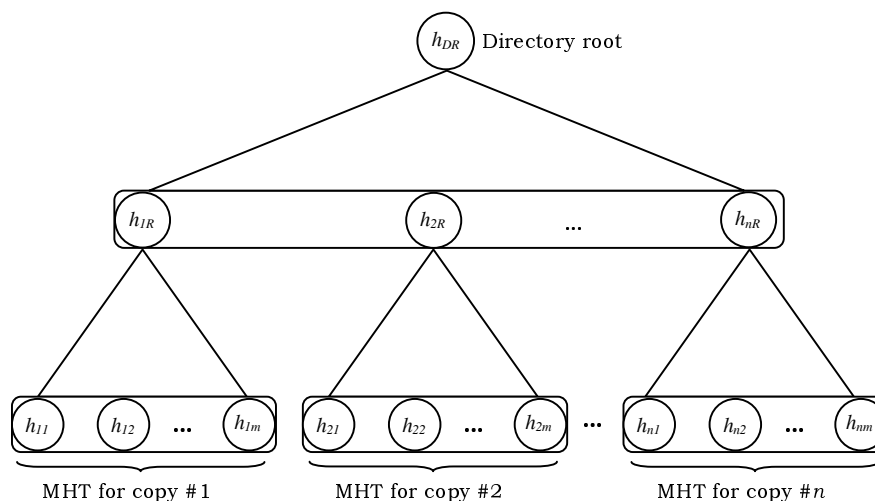 h_DR Directory root
h_1R h_2R ... h_nR
h_11 h_12 ... h_1m h_21 h_22 ... h_2m ... h_n1 h_n2 ... h_nm
MHT for copy #1 MHT for copy #2 MHT for copy #n